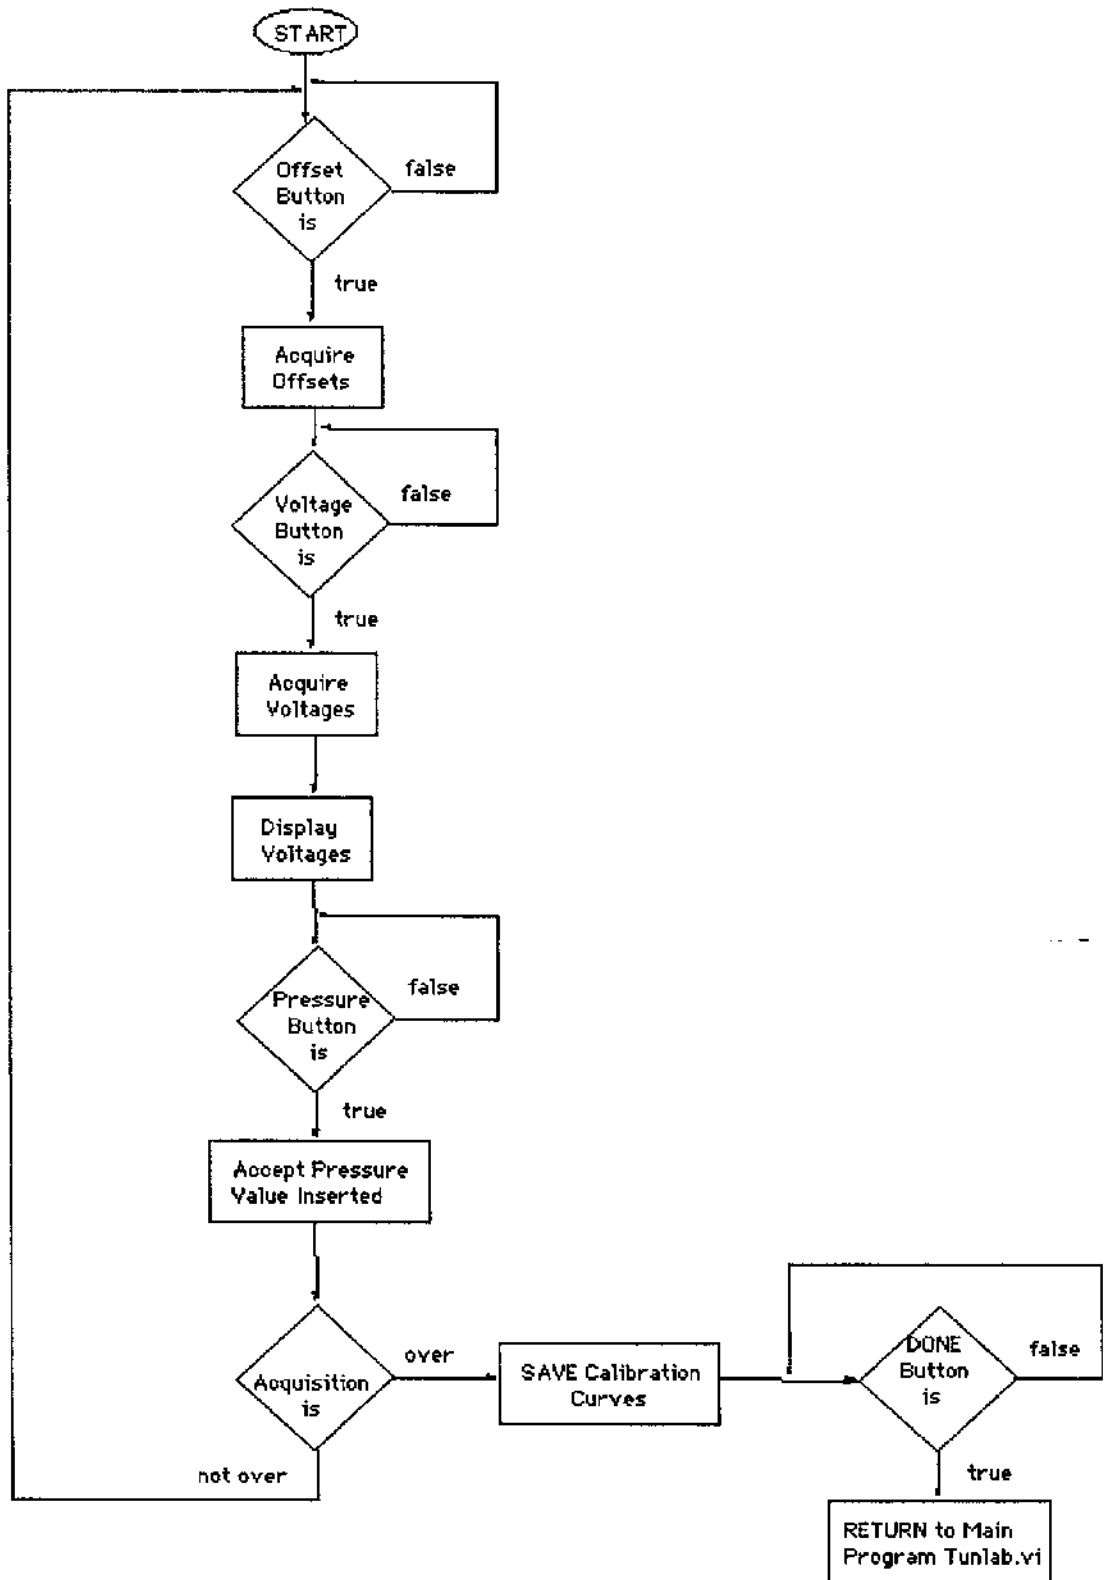 START
false
Offset
Button
is
true
Acquire
Offsets
false
Voltage
Button
is
true
Acquire
Voltages
Display
Voltages
false
Pressure
Button
is
true
Accept Pressure
Value Inserted
over
Acquisition
is
not over
SAVE Calibration
Curves
DONE
Button
is
false
true
RETURN to Main
Program Tunlab.vi